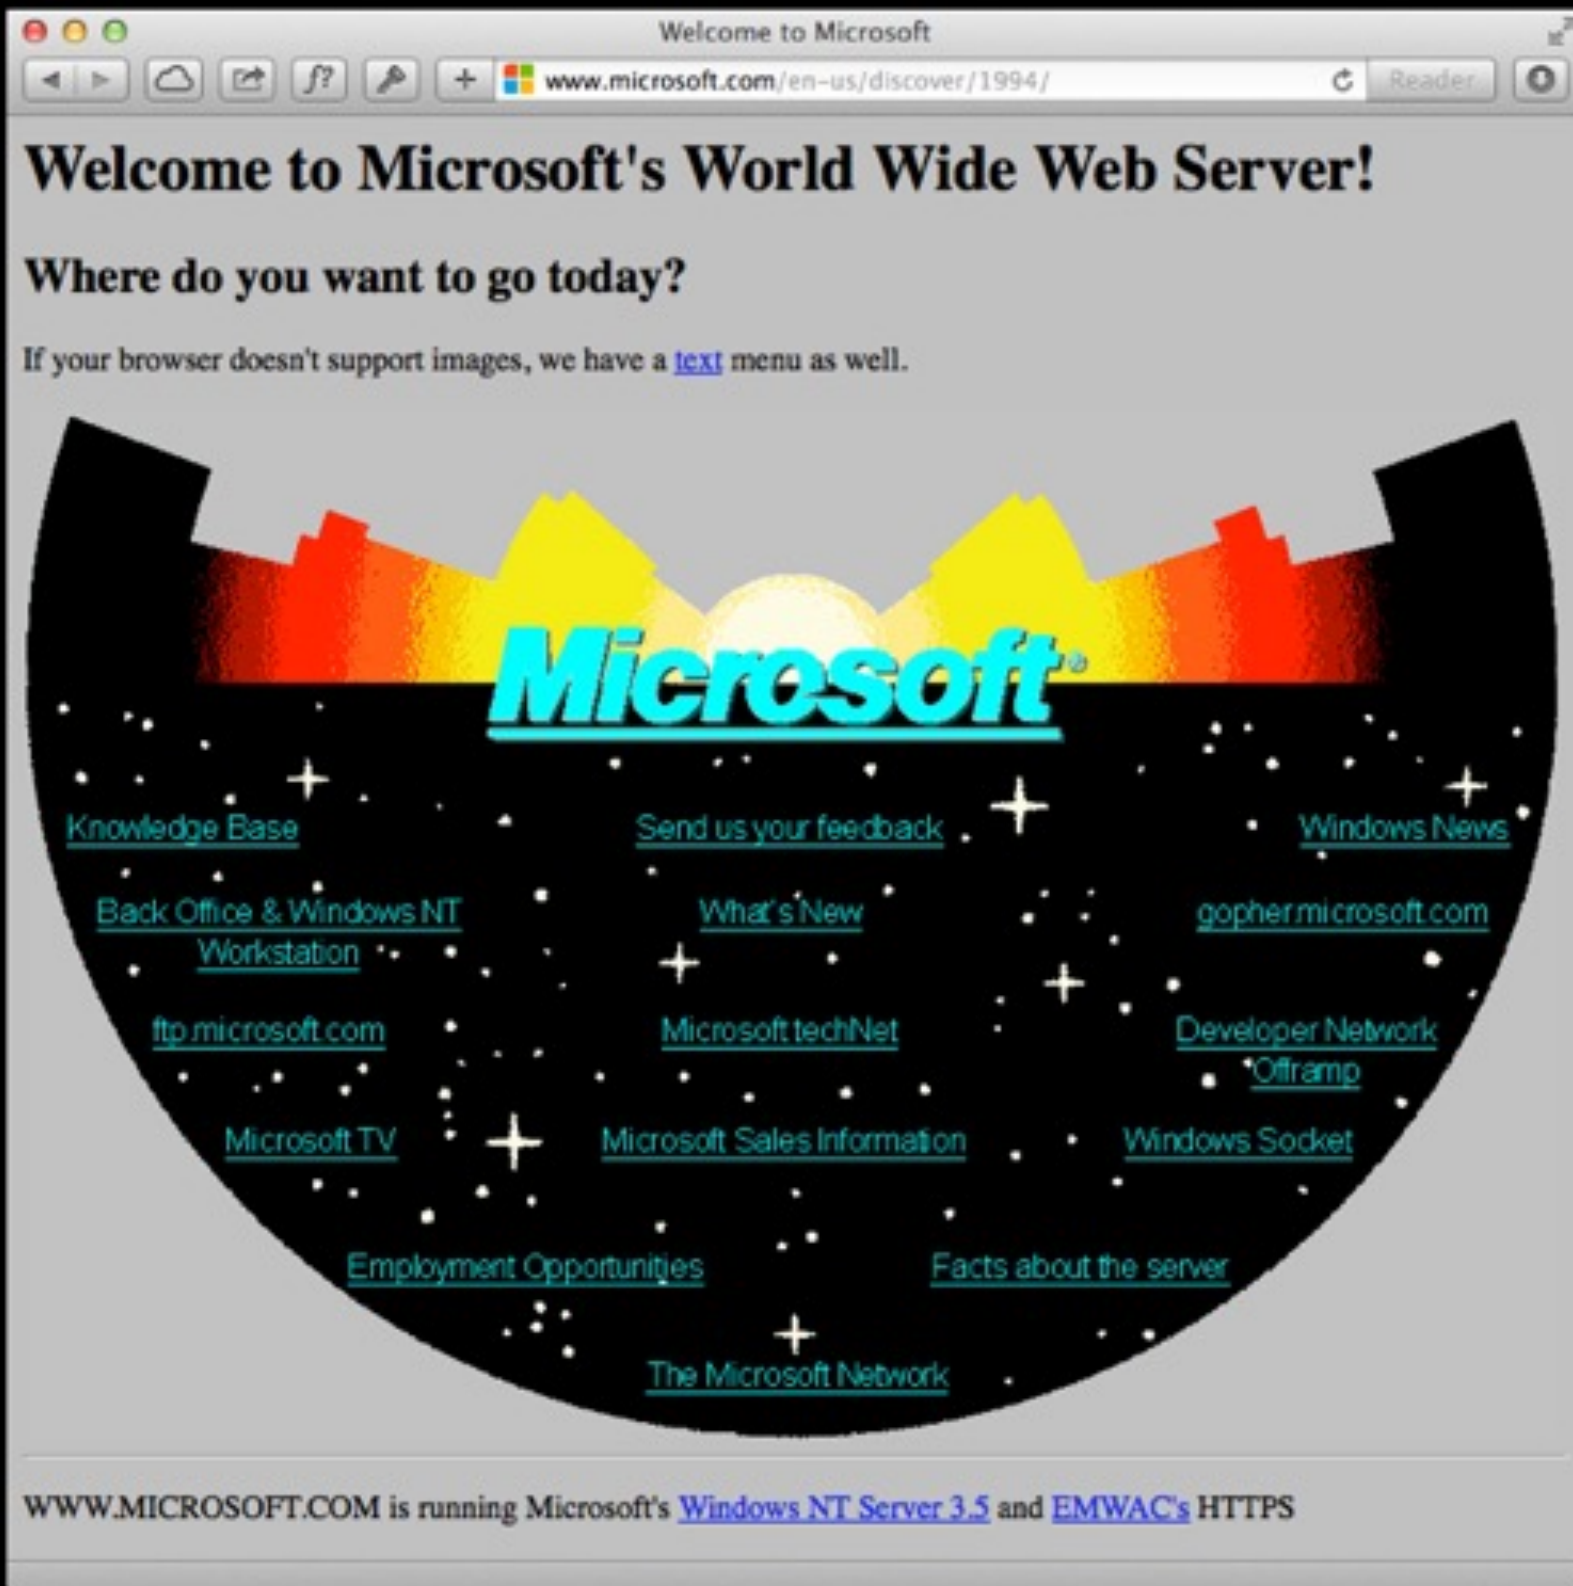 Welcome to Microsoft
f?
www.microsoft.com/en-us/discover/1994/
Reader
Welcome to Microsoft's World Wide Web Server!
Where do you want to go today?
If your browser doesn't support images, we have a text menu as well.
Microsoft®
Knowledge Base
Send us your feedback
Windows News
Back Office & Windows NT
Workstation
What's New
gopher.microsoft.com
ftp.microsoft.com
Microsoft techNet
Developer Network
Offramp
Microsoft TV
Microsoft Sales Information
Windows Socket
Employment Opportunities
Facts about the server
The Microsoft Network
WWW.MICROSOFT.COM is running Microsoft's Windows NT Server 3.5 and EMWAC's HTTPS